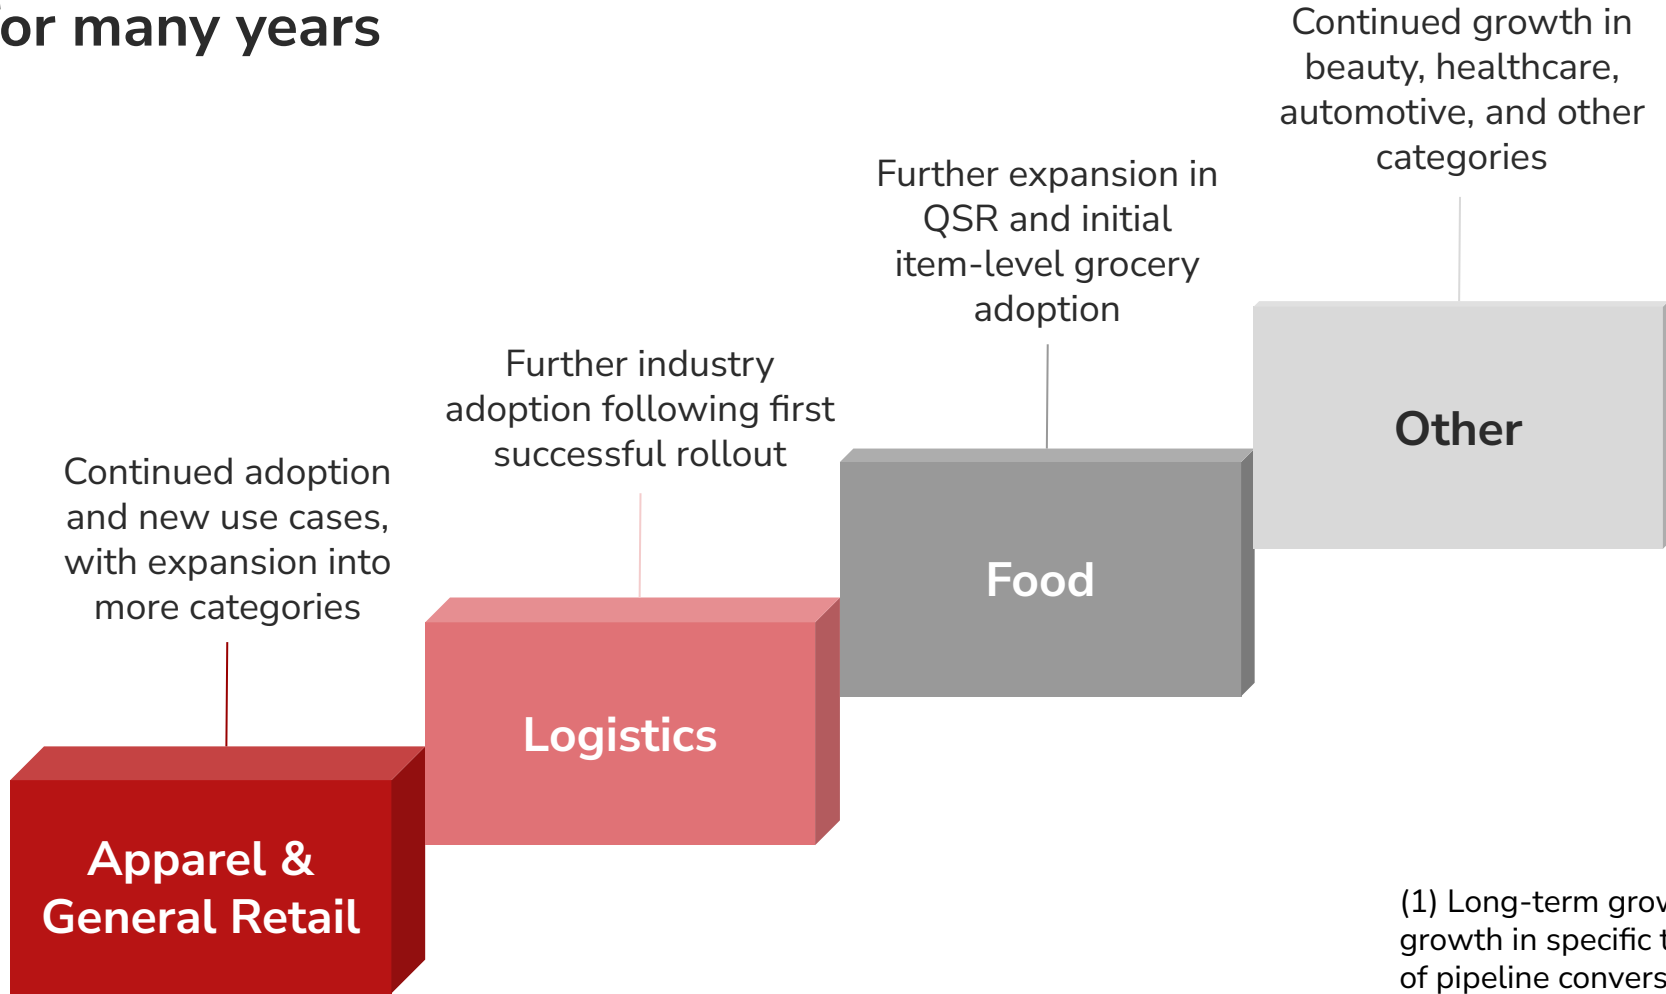 or many years
Continued growth in
beauty, healthcare,
automotive, and other
categories
Further expansion in
QSR and initial
item-level grocery
adoption
Further industry
adoption following first
successful rollout
Continued adoption
and new use cases,
with expansion into
more categories
Other
Food
Logistics
Apparel &
General Retail
(1) Long-term
growth in specific
of pipeline